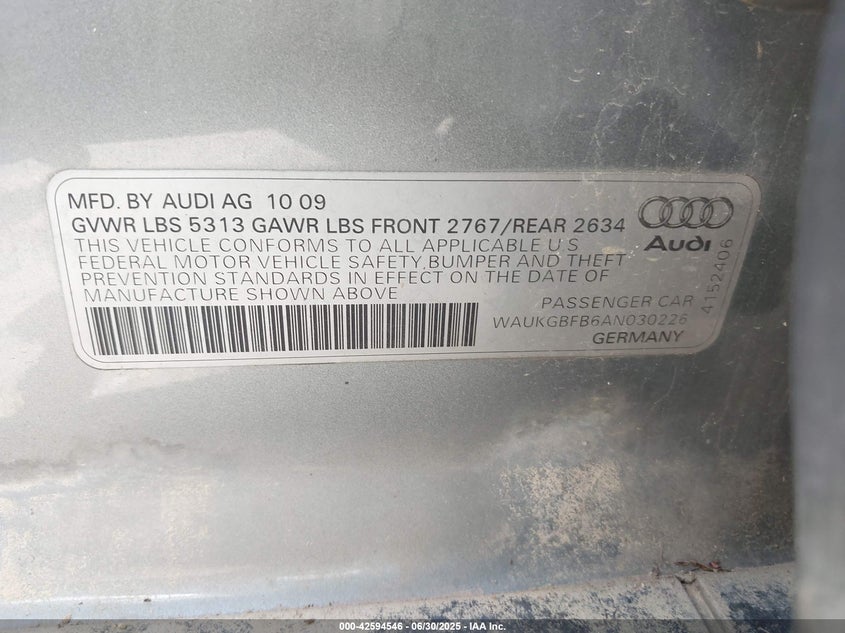 MFD. BY AUDI AG 10 09
GVWR LBS 5313 GAWR LBS FRONT 2767/REAR 2634
THIS VEHICLE CONFORMS TO ALL APPLICABLE U S
FEDERAL MOTOR VEHICLE SAFETY, BUMPER AND THEFT
PREVENTION STANDARDS IN EFFECT ON THE DATE OF
MANUFACTURE SHOWN ABOVE
Audi
4152406
PASSENGER CAR
WAUKGBFB6AN030226
GERMANY
000-42594546 - 06/30/2025 - IAA Inc.